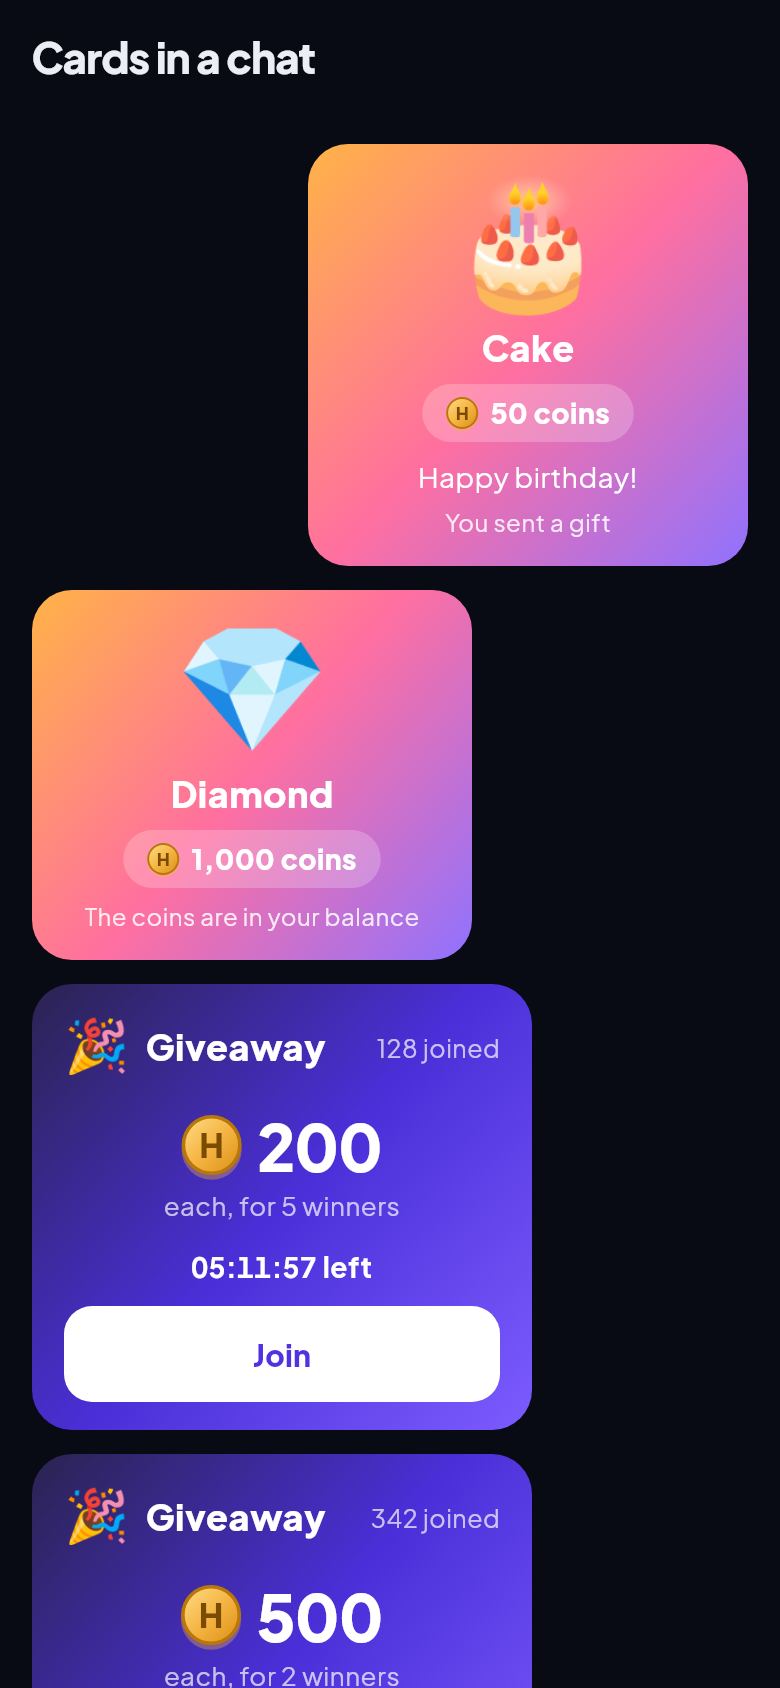 Cards in a chat
Cake
H 50 coins
Happy birthday!
You sent a gift
Diamond
H 1,000 coins
The coins are in your balance
Giveaway 128 joined
H 200
each, for 5 winners
05:11:57 left
Join
Giveaway 342 joined
H 500
each, for 2 winners